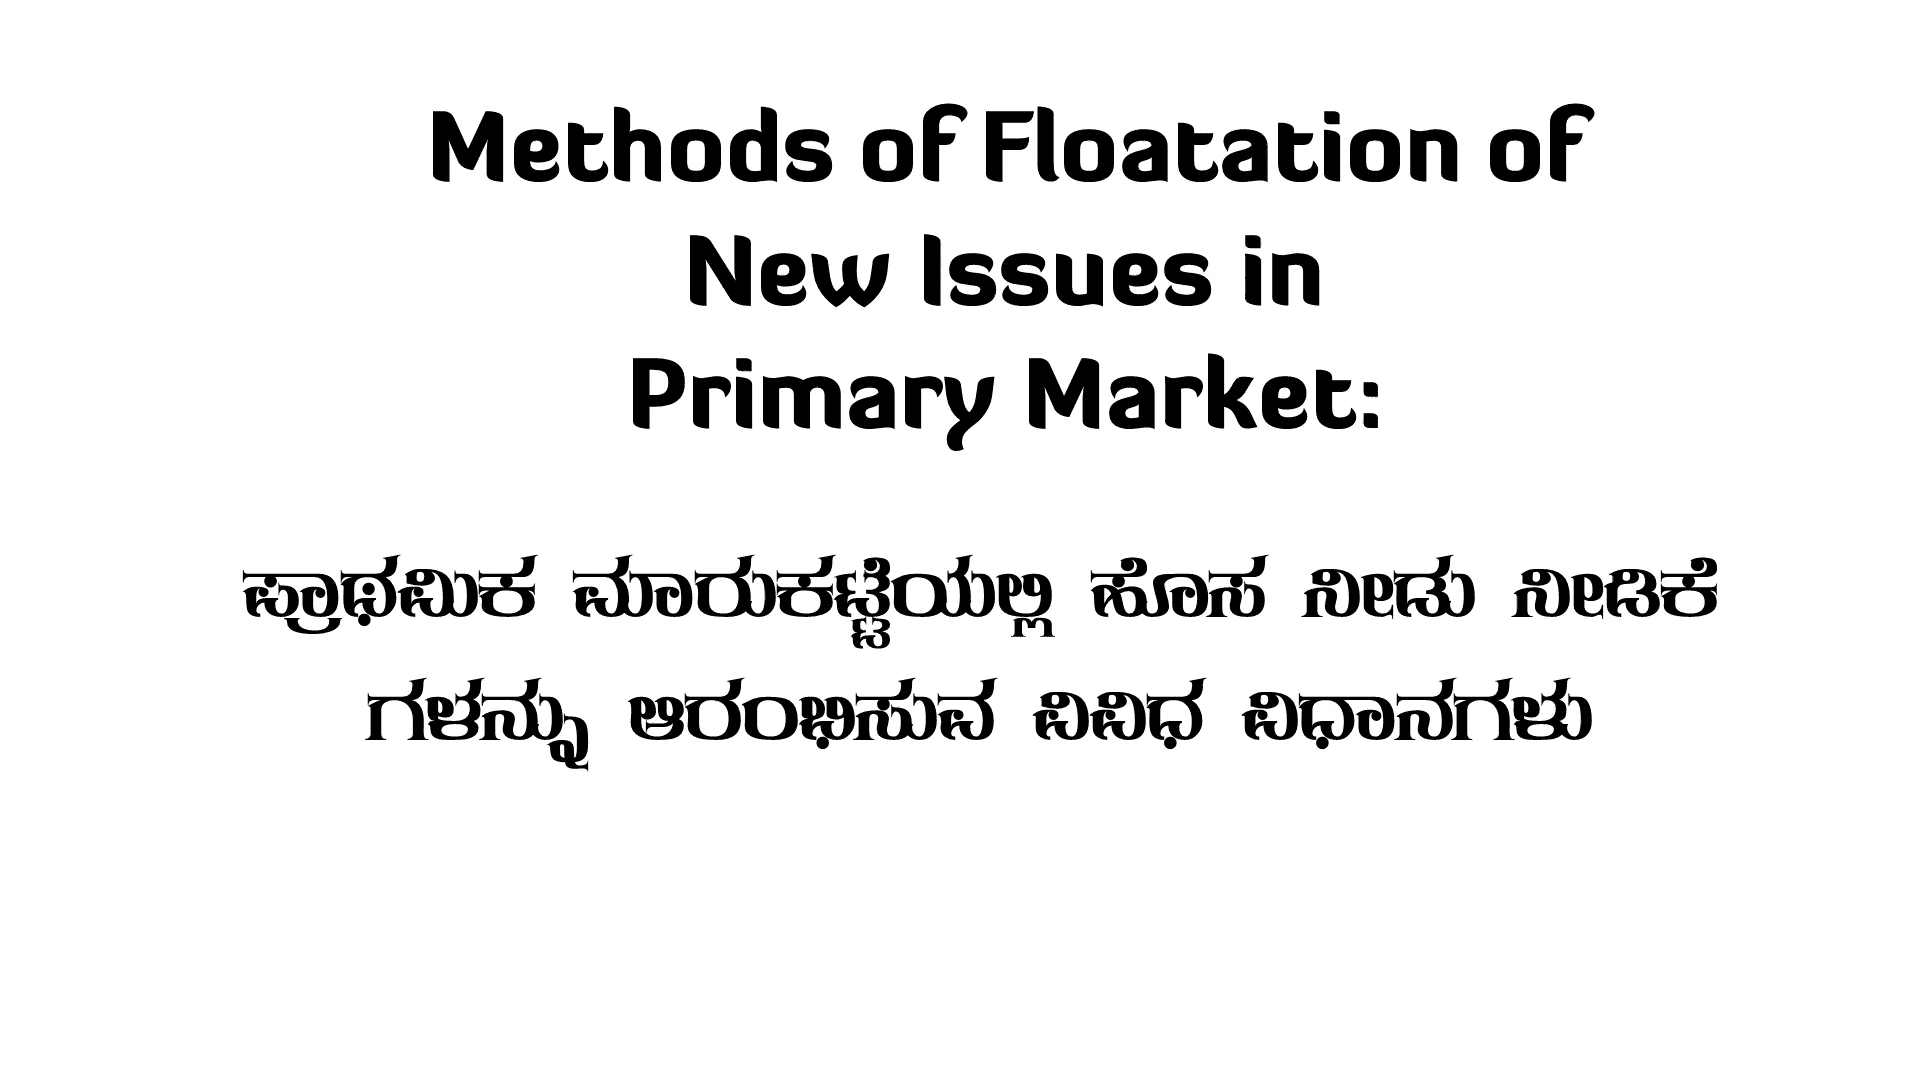 Methods of Floatation of
New Issues in
Primary Market:
ಪ್ರಾಥಮಿಕ ಮಾರುಕಟ್ಟೆಯಲ್ಲಿ ಹೊಸ ನೀಡು ನೀಡಿಕೆ
ಗಳನ್ನು ಆರಂಭಿಸುವ ವಿವಿಧ ವಿಧಾನಗಳು